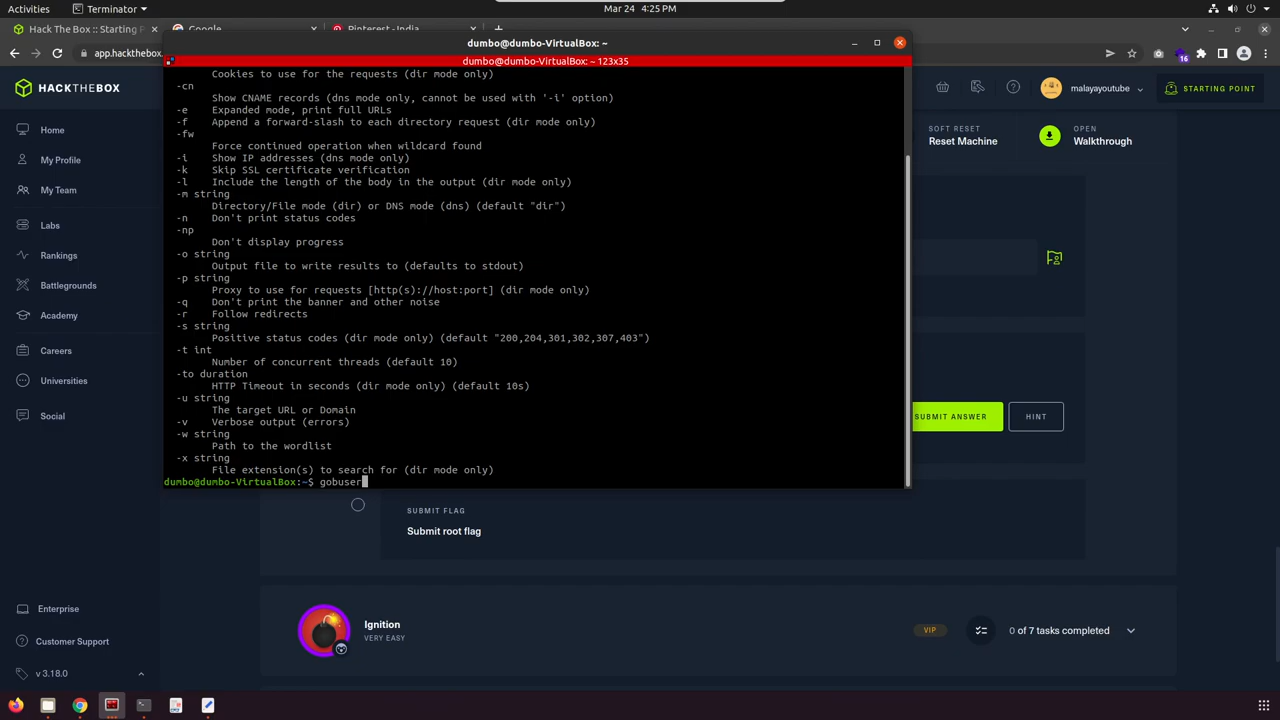 Activities
Terminator
Mar 24 4:25 PM
Hack The Box :: Starting F
Google
Pinterest - India
app.hackthebox
dumbo@dumbo-VirtualBox: ~
dumbo@dumbo-VirtualBox: ~ 123x35
16
HACKTHEBOX
malayayoutube
STARTING POINT
Home
My Profile
My Team
Labs
Rankings
Battlegrounds
Academy
Careers
Universities
Social
Enterprise
Customer Support
v 3.18.0
Cookies to use for the requests (dir mode only)
-cn
Show CNAME records (dns mode only, cannot be used with '-i' option)
-e Expanded mode, print full URLs
-f Append a forward-slash to each directory request (dir mode only)
-fw
Force continued operation when wildcard found
-i Show IP addresses (dns mode only)
-k Skip SSL certificate verification
-l Include the length of the body in the output (dir mode only)
-m string
Directory/File mode (dir) or DNS mode (dns) (default "dir")
-n Don't print status codes
-np
Don't display progress
-o string
Output file to write results to (defaults to stdout)
-p string
Proxy to use for requests [http(s)://host:port] (dir mode only)
-q Don't print the banner and other noise
-r Follow redirects
-s string
Positive status codes (dir mode only) (default "200,204,301,302,307,403")
-t int
Number of concurrent threads (default 10)
-to duration
HTTP Timeout in seconds (dir mode only) (default 10s)
-u string
The target URL or Domain
-v Verbose output (errors)
-w string
Path to the wordlist
-x string
File extension(s) to search for (dir mode only)
dumbo@dumbo-VirtualBox:~$ gobuser
SOFT RESET
Reset Machine
OPEN
Walkthrough
SUBMIT ANSWER
HINT
SUBMIT FLAG
Submit root flag
Ignition
VERY EASY
VIP
0 of 7 tasks completed